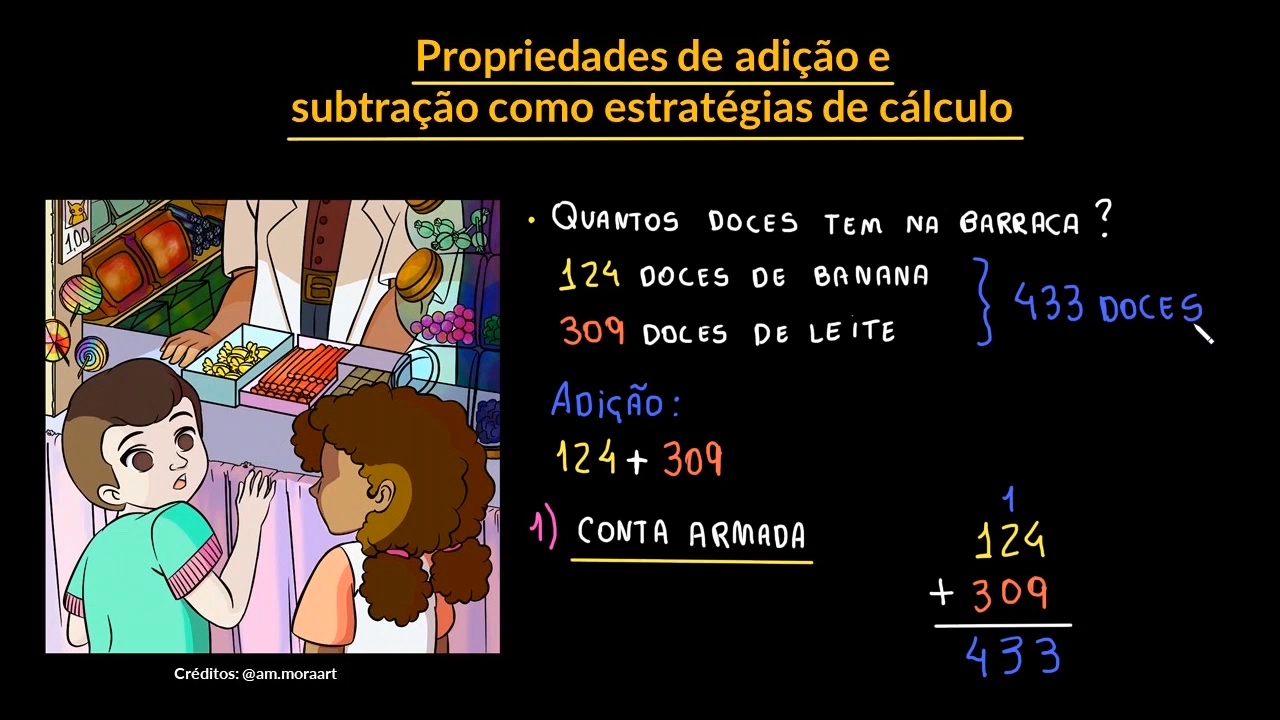 Propriedades de adição e
subtração como estratégias de cálculo
1,00
• QUANTOS DOCES TEM NA BARRACA ?
124 DOCES DE BANANA
309 DOCES DE LEITE
} 433 DOCES
ADIÇÃO:
124 + 309
1) CONTA ARMADA
1
124
+ 309
433
Créditos: @am.moraart